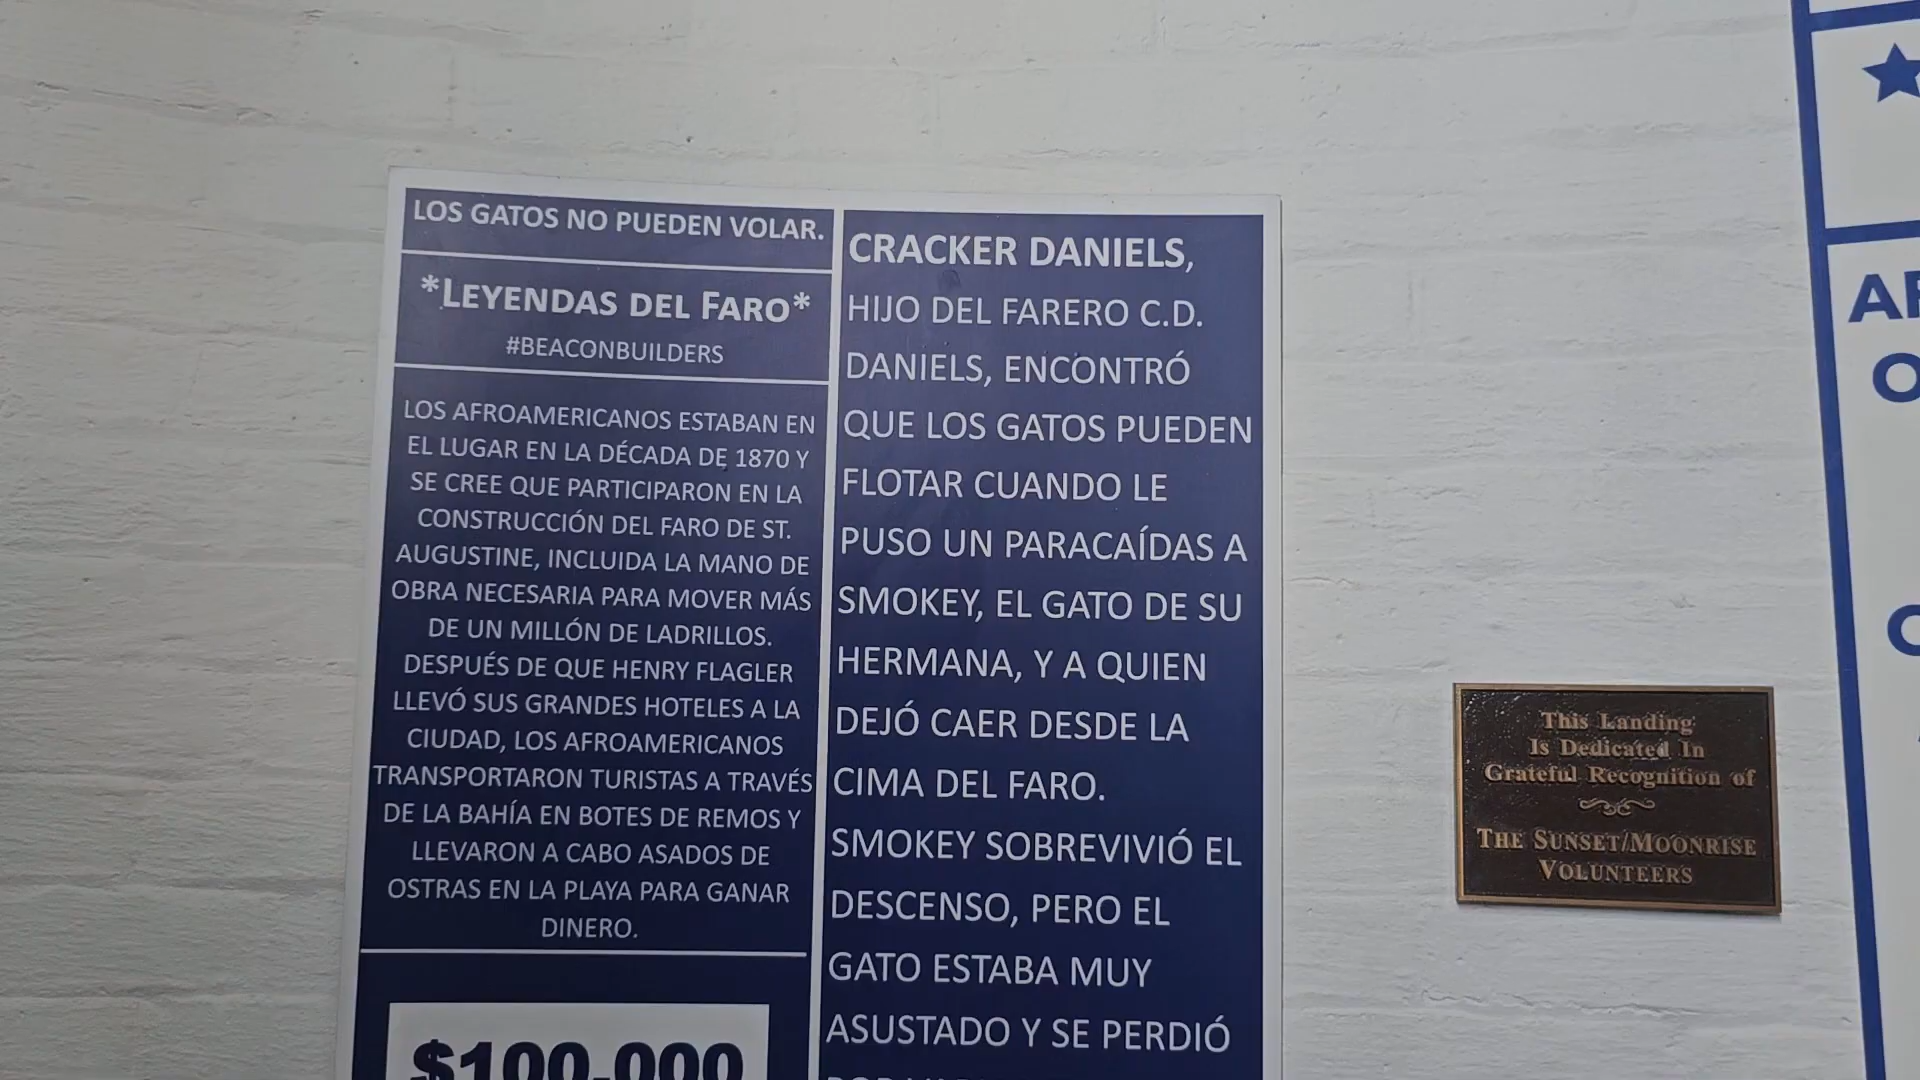 LOS GATOS NO PUEDEN VOLAR.
*LEYENDAS DEL FARO*
#BEACONBUILDERS
LOS AFROAMERICANOS ESTABAN EN
EL LUGAR EN LA DÉCADA DE 1870 Y
SE CREE QUE PARTICIPARON EN LA
CONSTRUCCIÓN DEL FARO DE ST.
AUGUSTINE, INCLUIDA LA MANO DE
OBRA NECESARIA PARA MOVER MÁS
DE UN MILLÓN DE LADRILLOS.
DESPUÉS DE QUE HENRY FLAGLER
LLEVÓ SUS GRANDES HOTELES A LA
CIUDAD, LOS AFROAMERICANOS
TRANSPORTARON TURISTAS A TRAVÉS
DE LA BAHÍA EN BOTES DE REMOS Y
LLEVARON A CABO ASADOS DE
OSTRAS EN LA PLAYA PARA GANAR
DINERO.
$100,000
CRACKER DANIELS,
HIJO DEL FARERO C.D.
DANIELS, ENCONTRÓ
QUE LOS GATOS PUEDEN
FLOTAR CUANDO LE
PUSO UN PARACAÍDAS A
SMOKEY, EL GATO DE SU
HERMANA, Y A QUIEN
DEJÓ CAER DESDE LA
CIMA DEL FARO.
SMOKEY SOBREVIVIÓ EL
DESCENSO, PERO EL
GATO ESTABA MUY
ASUSTADO Y SE PERDIÓ
This Landing
Is Dedicated In
Grateful Recognition of
THE SUNSET/MOONRISE
VOLUNTEERS